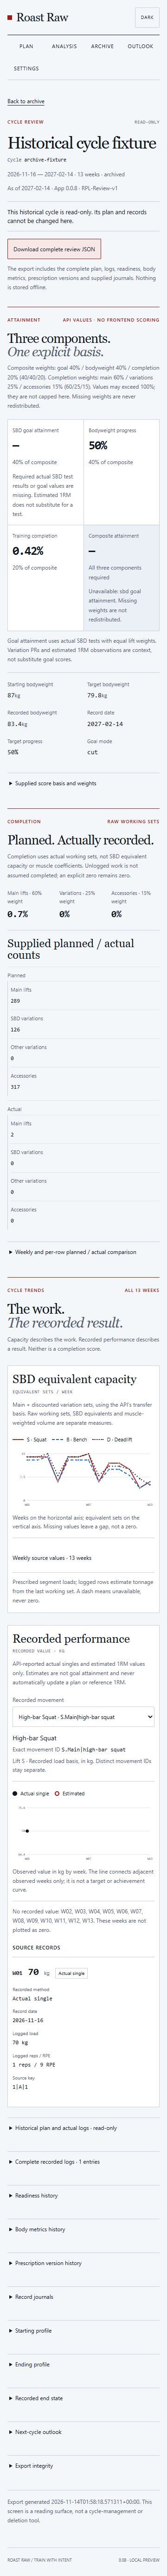 Roast Raw
DARK
PLAN
ANALYSIS
ARCHIVE
OUTLOOK
SETTINGS
Back to archive
CYCLE REVIEW
READ-ONLY
Historical cycle fixture
Cycle archive-fixture
2026-11-16 — 2027-02-14 · 13 weeks · archived
As of 2027-02-14 · App 0.0.8 · RPL-Review-v1
This historical cycle is read-only. Its plan and records
cannot be changed here.
Download complete review JSON
The export includes the complete plan, logs, readiness, body
metrics, prescription versions and supplied journals. Nothing
is stored offline.
ATTAINMENT
API VALUES · NO FRONTEND SCORING
Three components.
One explicit basis.
Composite weights: goal 40% / bodyweight 40% / completion
20% (40/40/20). Completion weights: main 60% / variations
25% / accessories 15% (60/25/15). Values may exceed 100%;
they are not capped here. Missing weights are never
redistributed.
SBD goal attainment
—
40% of composite
Required actual SBD test
results or goal values are
missing. Estimated 1RM
does not substitute for a
test.
Bodyweight progress
50%
40% of composite
Training completion
0.42%
20% of composite
Composite attainment
—
All three components
required
Unavailable: sbd goal
attainment. Missing
weights are not
redistributed.
Goal attainment uses actual SBD tests with equal lift weights.
Variation PRs and estimated 1RM observations are context, not
substitute goal scores.
Starting bodyweight
87kg
Target bodyweight
79.8kg
Recorded bodyweight
83.4kg
Record date
2027-02-14
Target progress
50%
Goal mode
cut
▶ Supplied score basis and weights
COMPLETION
RAW WORKING SETS
Planned. Actually recorded.
Completion uses actual working sets, not SBD equivalent
capacity or muscle coefficients. Unlogged work is not
assumed completed: an explicit zero remains zero.
Main lifts · 60%
weight
0.7%
Variations · 25%
weight
0%
Accessories · 15%
weight
0%
Supplied planned / actual
counts
Planned
Main lifts
289
SBD variations
126
Other variations
0
Accessories
317
Actual
Main lifts
2
SBD variations
0
Other variations
0
Accessories
0
▶ Weekly and per-row planned / actual comparison
CYCLE TRENDS
ALL 13 WEEKS
The work.
The recorded result.
Capacity describes the work. Recorded performance describes a
result. Neither is a completion score.
SBD equivalent capacity
EQUIVALENT SETS / WEEK
Main + discounted variation sets, using the API's transfer
basis. Raw working sets, SBD equivalents and muscle-
weighted volume are separate measures.
S - Squat
B - Bench
D - Deadlift
Weeks on the horizontal axis; equivalent sets on the
vertical axis. Missing values leave a gap, not a zero.
Weekly source values · 13 weeks
Prescribed segment loads; logged rows estimate tonnage
from the last working set. A dash means unavailable,
never zero.
Recorded performance
RECORDED VALUE · KG
API-reported actual singles and estimated 1RM values
only. Estimates are not goal attainment and never
automatically update a plan or reference 1RM.
Recorded movement
High-bar Squat · S.Main|high-bar squat
High-bar Squat
Exact movement ID S.Main|high-bar squat
Lift S · Recorded load basis, in kg. Distinct movement IDs
stay separate.
Actual single
Estimated
Observed value in kg by week. The line connects adjacent
observed weeks only; it is not a target or achievement
curve.
No recorded value: W02, W03, W04, W05, W06, W07,
W08, W09, W10, W11, W12, W13. These weeks are not
plotted as zero.
SOURCE RECORDS
W01 70 kg Actual single
Recorded method
Actual single
Record date
2026-11-16
Logged load
70 kg
Logged reps / RPE
1 reps / 9 RPE
Source key
1|A|1
▶ Historical plan and actual logs · read-only
▶ Complete recorded logs · 1 entries
▶ Readiness history
▶ Body metrics history
▶ Prescription version history
▶ Record journals
▶ Starting profile
▶ Ending profile
▶ Recorded end state
▶ Next-cycle outlook
▶ Export integrity
Export generated 2026-11-14T01:58:18.571311+00:00. This
screen is a reading surface, not a cycle-management or
deletion tool.
ROAST RAW / TRAIN WITH INTENT